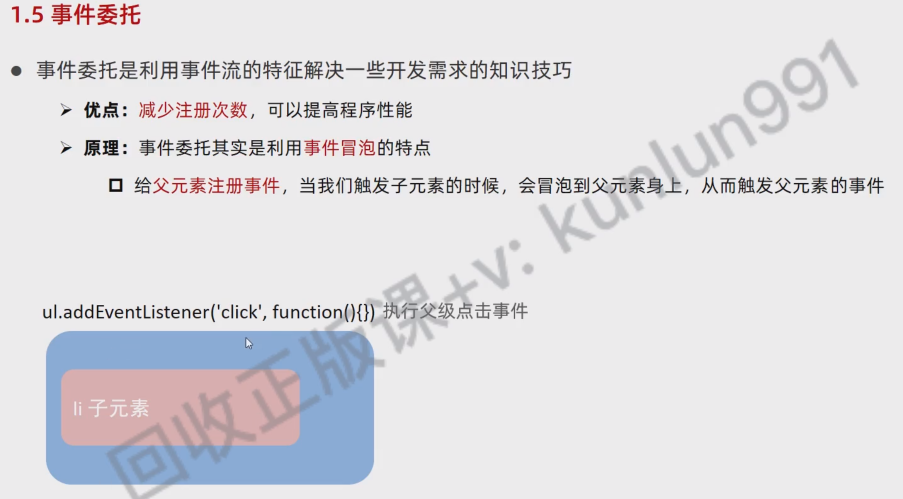 1.5 事件委托
● 事件委托是利用事件流的特征解决一些开发需求的知识技巧
➢ 优点：减少注册次数，可以提高程序性能
➢ 原理：事件委托其实是利用事件冒泡的特点
给父元素注册事件，当我们触发子元素的时候，会冒泡到父元素身上，从而触发父元素的事件
ul.addEventListener('click', function(){}) 执行父级点击事件
li 子元素
回收正版课+v: kunlun991